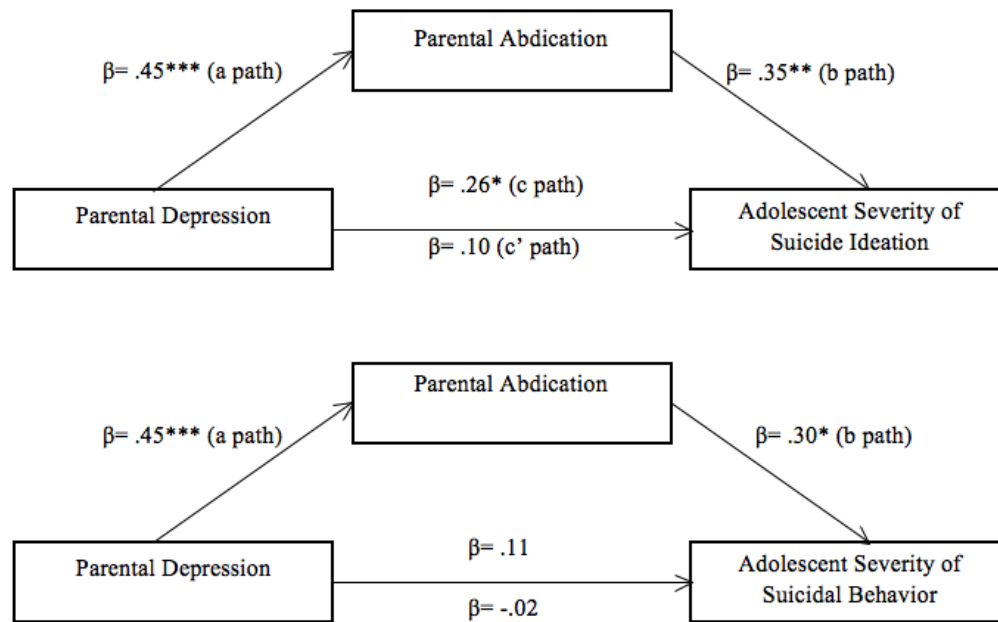 Parental Abdication
β= .45*** (a path)
β= .35** (b path)
β= .26* (c path)
Parental Depression
Adolescent Severity of
Suicide Ideation
β= .10 (c’ path)
Parental Abdication
β= .45*** (a path)
β= .30* (b path)
β= .11
Parental Depression
Adolescent Severity of
Suicidal Behavior
β= -.02